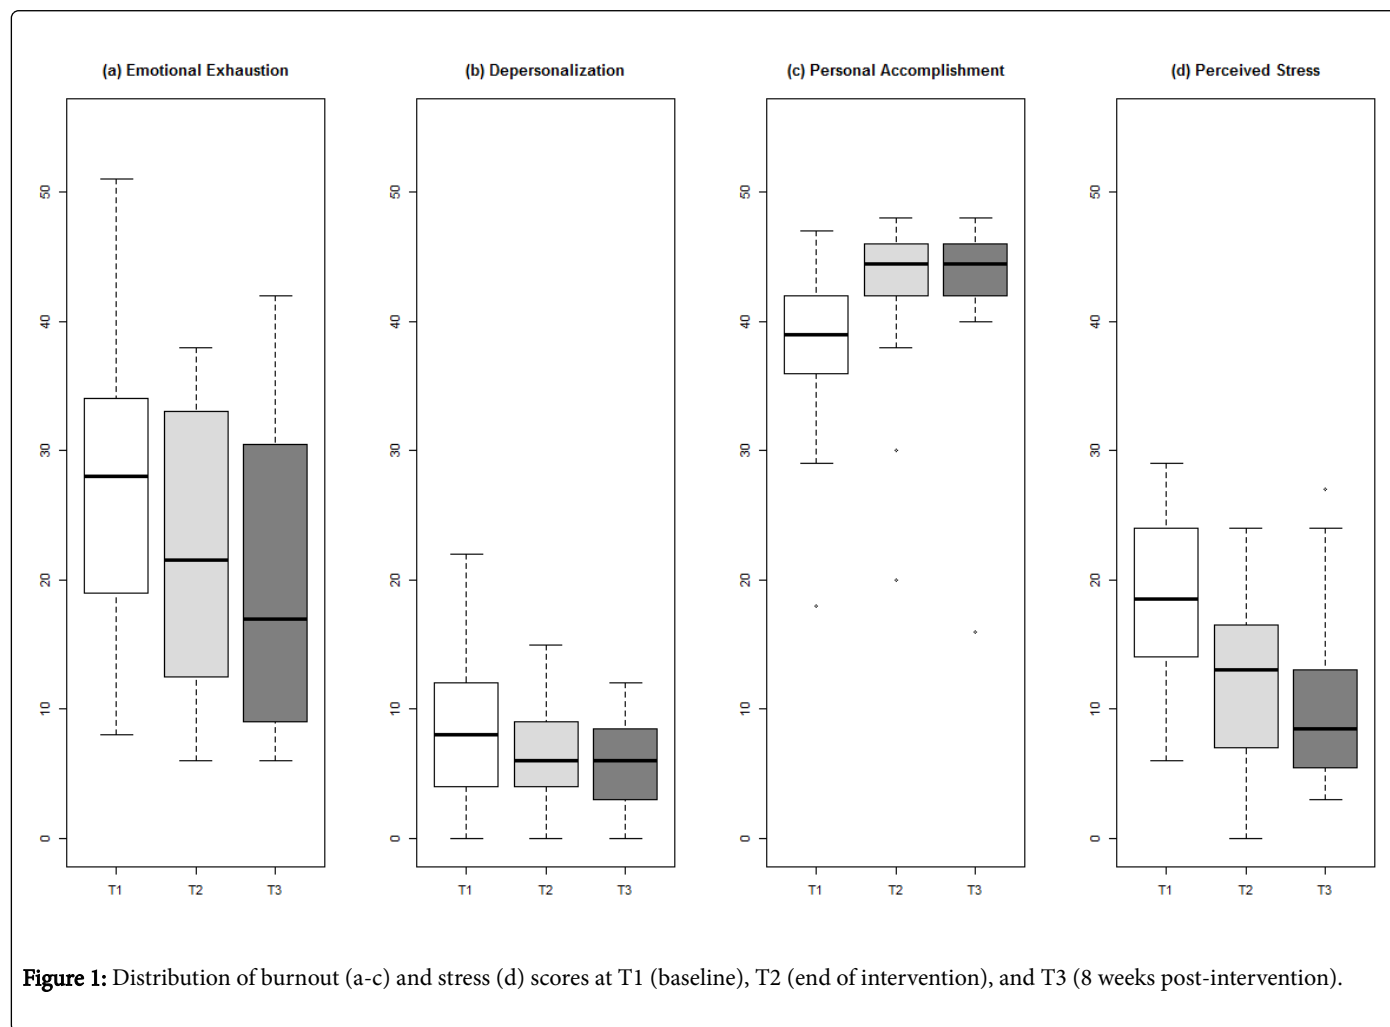 (a) Emotional Exhaustion
(b) Depersonalization
(c) Personal Accomplishment
(d) Perceived Stress
50
40
30
20
10
0
T1 T2 T3
50
40
30
20
10
0
T1 T2 T3
50
40
30
20
10
0
T1 T2 T3
50
40
30
20
10
0
T1 T2 T3
Figure 1: Distribution of burnout (a-c) and stress (d) scores at T1 (baseline), T2 (end of intervention), and T3 (8 weeks post-intervention).